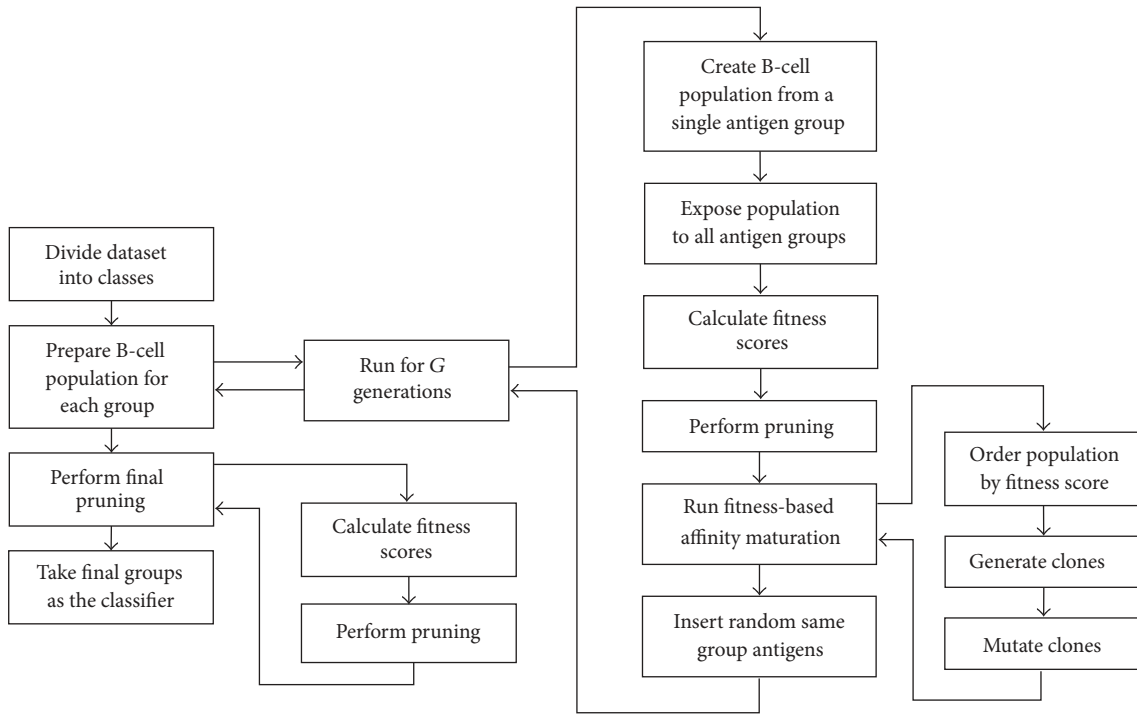 Divide dataset
into classes
Prepare B-cell
population for
each group
Perform final
pruning
Take final groups
as the classifier
Run for G
generations
Calculate fitness
scores
Perform pruning
Create B-cell
population from a
single antigen group
Expose population
to all antigen groups
Calculate fitness
scores
Perform pruning
Run fitness-based
affinity maturation
Insert random same
group antigens
Order population
by fitness score
Generate clones
Mutate clones